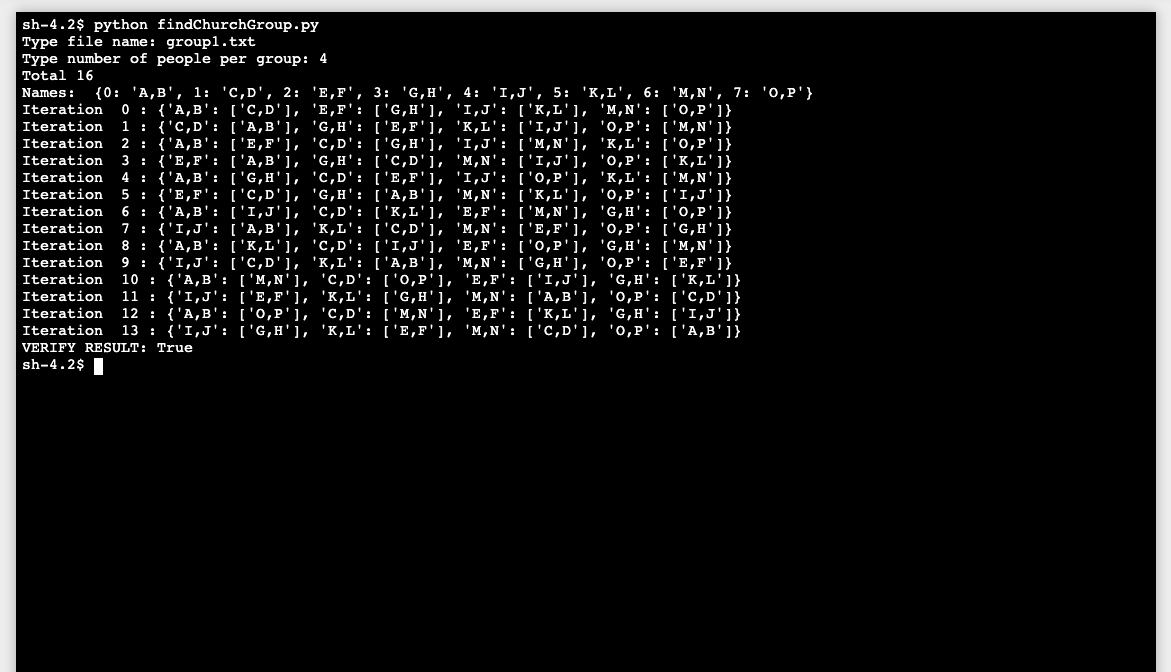 sh-4.2$ python findChurchGroup.py
Type file name: group1.txt
Type number of people per group: 4
Total 16
Names:  {0: 'A,B', 1: 'C,D', 2: 'E,F', 3: 'G,H', 4: 'I,J', 5: 'K,L', 6: 'M,N', 7: 'O,P'}
Iteration  0 : {'A,B': ['C,D'], 'E,F': ['G,H'], 'I,J': ['K,L'], 'M,N': ['O,P']}
Iteration  1 : {'C,D': ['A,B'], 'G,H': ['E,F'], 'K,L': ['I,J'], 'O,P': ['M,N']}
Iteration  2 : {'A,B': ['E,F'], 'C,D': ['G,H'], 'I,J': ['M,N'], 'K,L': ['O,P']}
Iteration  3 : {'E,F': ['A,B'], 'G,H': ['C,D'], 'M,N': ['I,J'], 'O,P': ['K,L']}
Iteration  4 : {'A,B': ['G,H'], 'C,D': ['E,F'], 'I,J': ['O,P'], 'K,L': ['M,N']}
Iteration  5 : {'E,F': ['C,D'], 'G,H': ['A,B'], 'M,N': ['K,L'], 'O,P': ['I,J']}
Iteration  6 : {'A,B': ['I,J'], 'C,D': ['K,L'], 'E,F': ['M,N'], 'G,H': ['O,P']}
Iteration  7 : {'I,J': ['A,B'], 'K,L': ['C,D'], 'M,N': ['E,F'], 'O,P': ['G,H']}
Iteration  8 : {'A,B': ['K,L'], 'C,D': ['I,J'], 'E,F': ['O,P'], 'G,H': ['M,N']}
Iteration  9 : {'I,J': ['C,D'], 'K,L': ['A,B'], 'M,N': ['G,H'], 'O,P': ['E,F']}
Iteration  10 : {'A,B': ['M,N'], 'C,D': ['O,P'], 'E,F': ['I,J'], 'G,H': ['K,L']}
Iteration  11 : {'I,J': ['E,F'], 'K,L': ['G,H'], 'M,N': ['A,B'], 'O,P': ['C,D']}
Iteration  12 : {'A,B': ['O,P'], 'C,D': ['M,N'], 'E,F': ['K,L'], 'G,H': ['I,J']}
Iteration  13 : {'I,J': ['G,H'], 'K,L': ['E,F'], 'M,N': ['C,D'], 'O,P': ['A,B']}
VERIFY RESULT: True
sh-4.2$